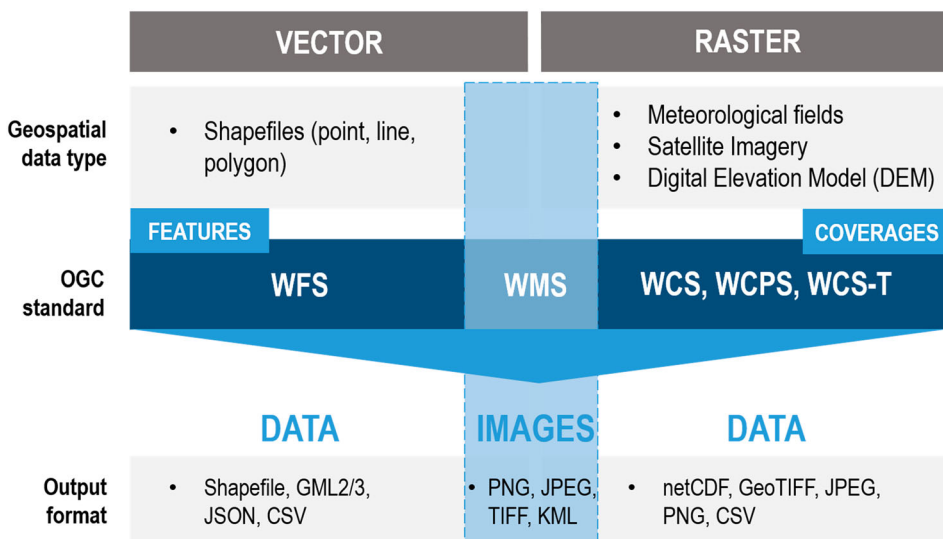 VECTOR
RASTER
Geospatial
data type
• Shapefiles (point, line,
polygon)
• Meteorological fields
• Satellite Imagery
• Digital Elevation Model (DEM)
FEATURES
COVERAGES
OGC
standard
WFS
WMS
WCS, WCPS, WCS-T
DATA
IMAGES
DATA
Output
format
• Shapefile, GML2/3,
JSON, CSV
• PNG, JPEG,
TIFF, KML
• netCDF, GeoTIFF, JPEG,
PNG, CSV